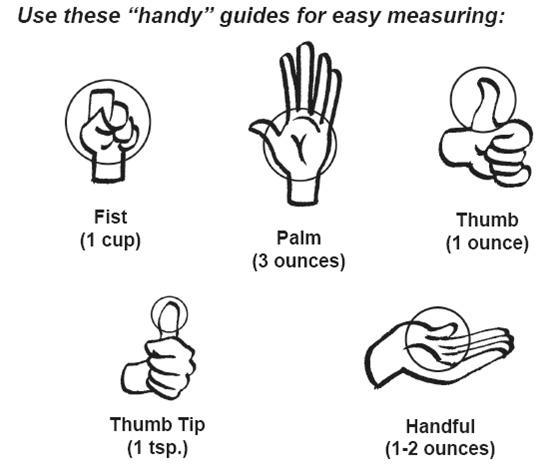 Use these “handy” guides for easy measuring:
Fist
(1 cup)
Palm
(3 ounces)
Thumb
(1 ounce)
Thumb Tip
(1 tsp.)
Handful
(1-2 ounces)